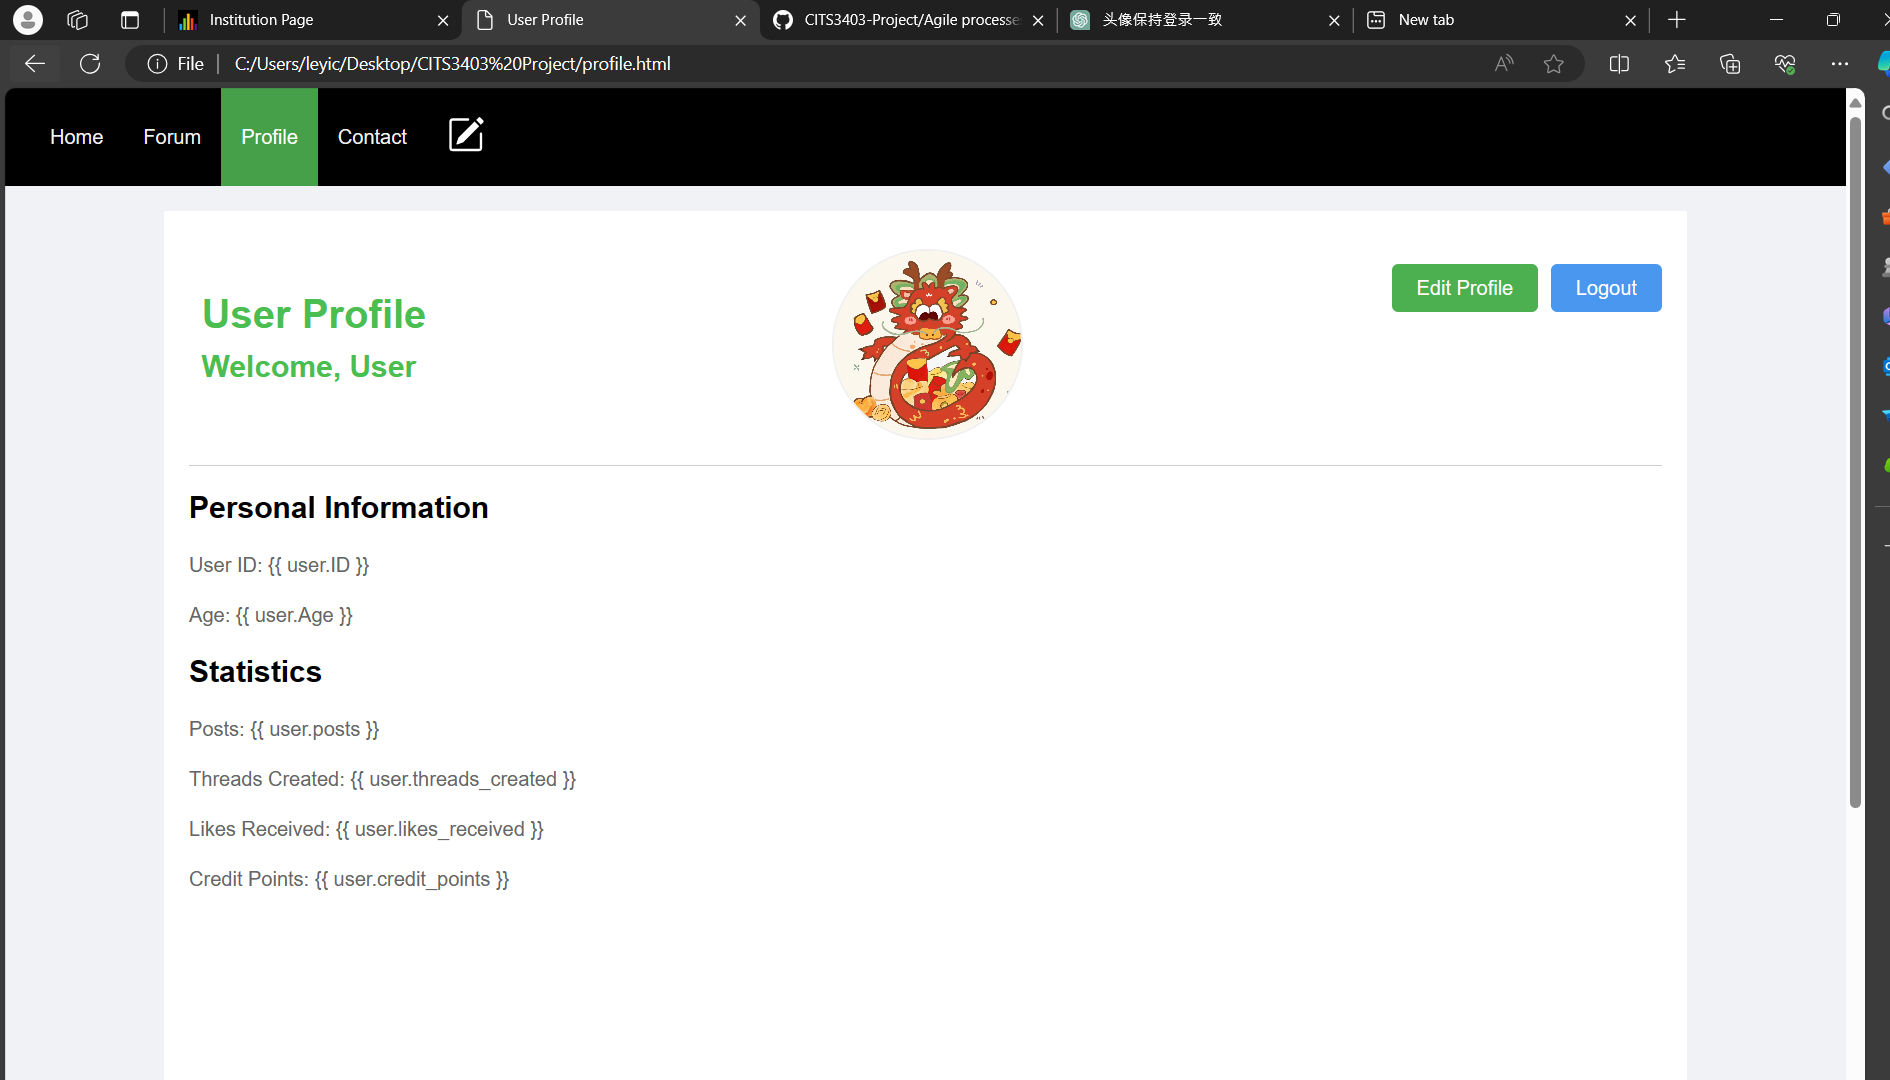 Institution Page
User Profile
CITS3403-Project/Agile processe
头像保持登录一致
New tab
File
C:/Users/leyic/Desktop/CITS3403%20Project/profile.html
Home
Forum
Profile
Contact
User Profile
Welcome, User
Edit Profile
Logout
Personal Information
User ID: {{ user.ID }}
Age: {{ user.Age }}
Statistics
Posts: {{ user.posts }}
Threads Created: {{ user.threads_created }}
Likes Received: {{ user.likes_received }}
Credit Points: {{ user.credit_points }}